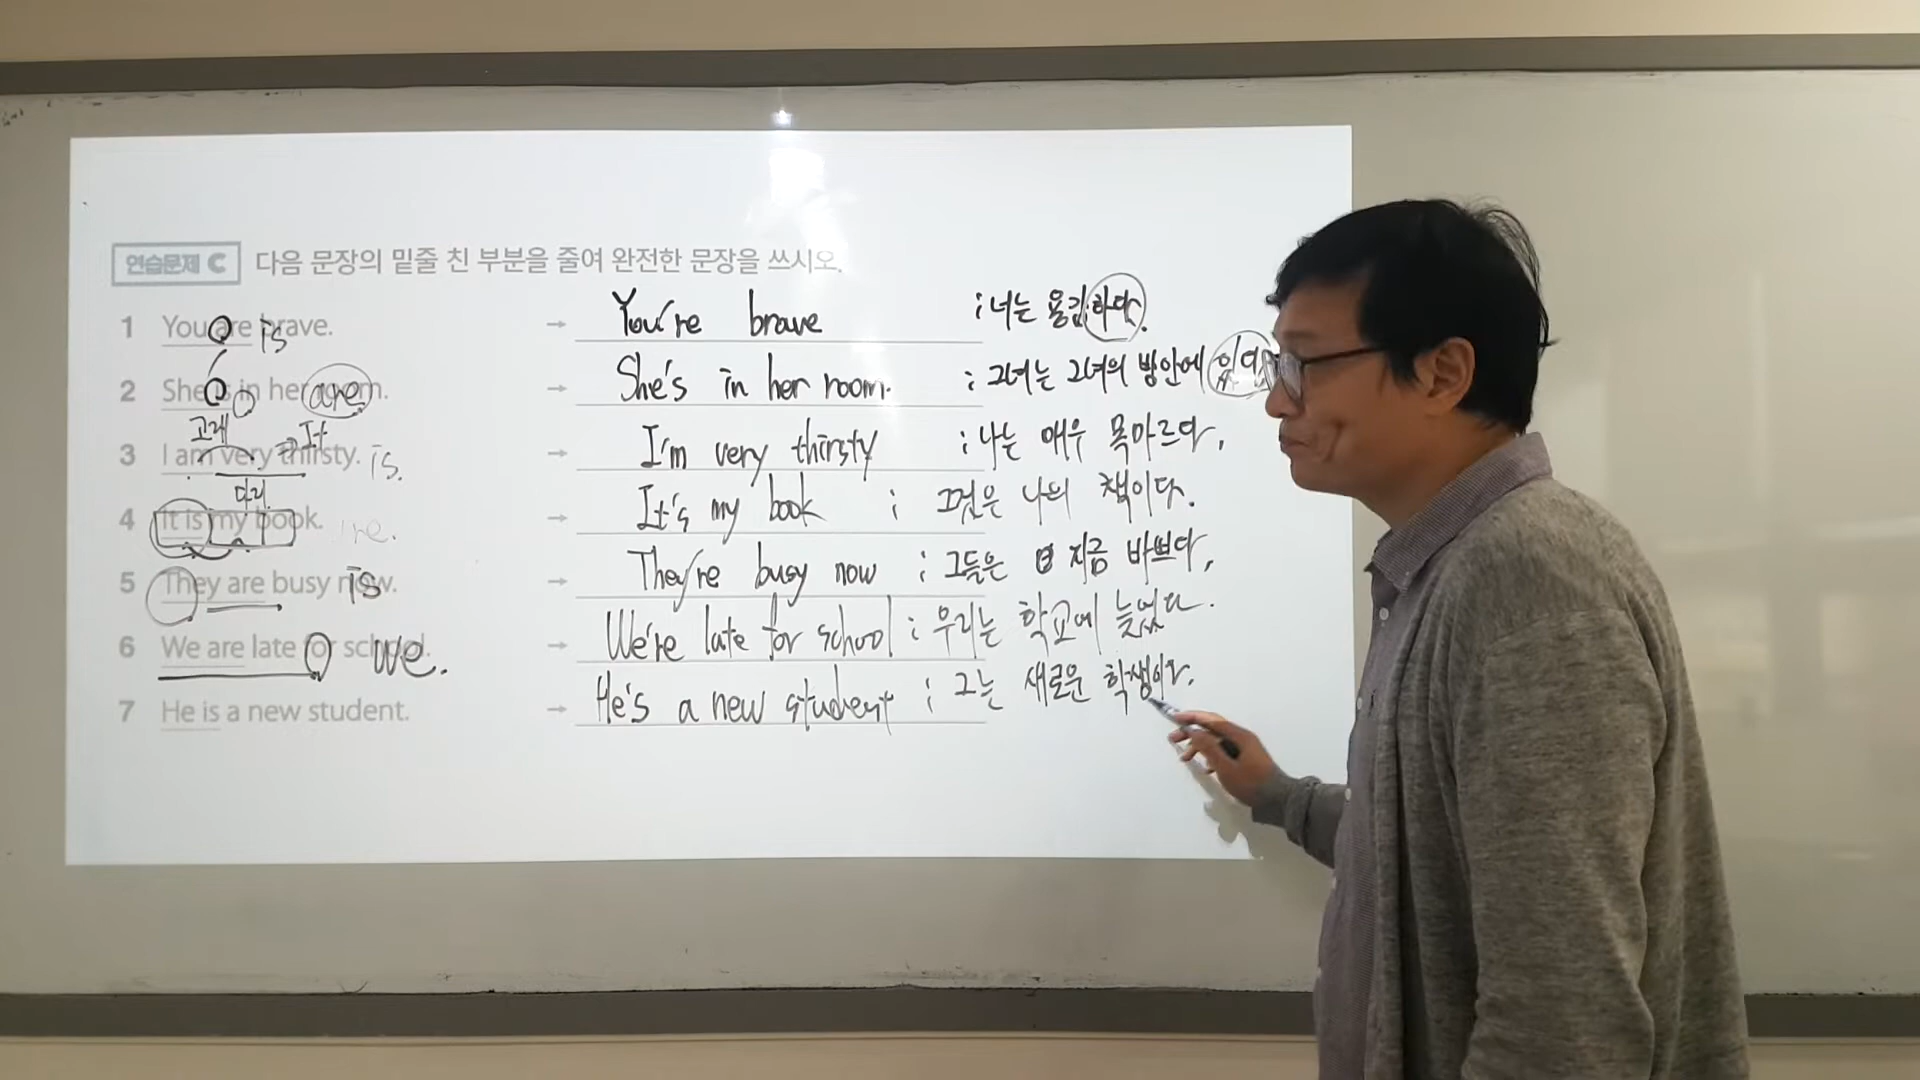 연습문제 C 다음 문장의 밑줄 친 부분을 줄여 완전한 문장을 쓰시오.
1 You are brave. is → You're brave ; 너는 용감하다.
2 She is in her room. are → She's in her room. ; 그녀는 그녀의 방안에 있다
고래 → It
3 I am very thirsty. is. → I'm very thirsty ; 나는 매우 목마르다.
다리
4 It is my book. re. → It's my book ; 그것은 나의 책이다.
5 They are busy now. is → They're busy now ; 그들은 지금 바쁘다.
6 We are late for school. we. → We're late for school ; 우리는 학교에 늦었다.
7 He is a new student. → He's a new student ; 그는 새로운 학생이다.